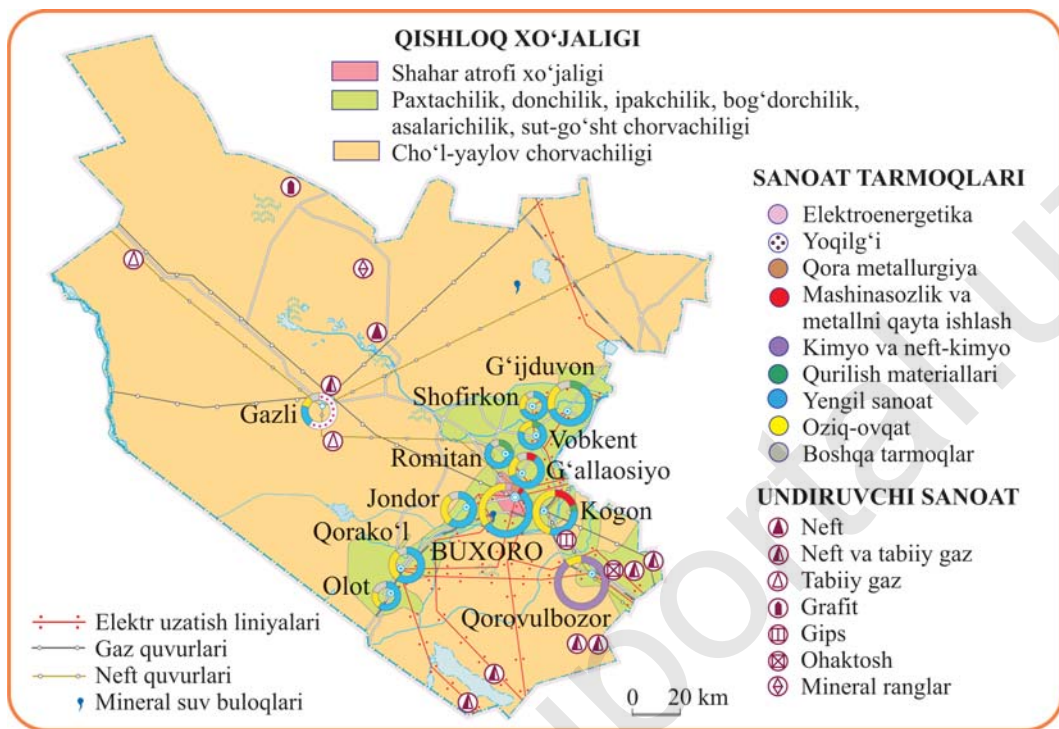 QISHLOQ XO‘JALIGI
Shahar atrofi xo‘jaligi
Paxtachilik, donchilik, ipakchilik, bog‘dorchilik,
asalarichilik, sut-go‘sht chorvachiligi
Cho‘l-yaylov chorvachiligi
SANOAT TARMOQLARI
Elektroenergetika
Yoqilg‘i
Qora metallurgiya
Mashinasozlik va
metallni qayta ishlash
Kimyo va neft-kimyo
Qurilish materiallari
Yengil sanoat
Oziq-ovqat
Boshqa tarmoqlar
UNDIRUVCHI SANOAT
Neft
Neft va tabiiy gaz
Tabiiy gaz
Grafit
Gips
Ohaktosh
Mineral ranglar
G‘ijduvon
Shofirkon
Gazli
Vobkent
Romitan
G‘allaosiyo
Jondor
Kogon
Qorako‘l
BUXORO
Olot
Qorovulbozor
Elektr uzatish liniyalari
Gaz quvurlari
Neft quvurlari
Mineral suv buloqlari
0 20 km
portal.uz